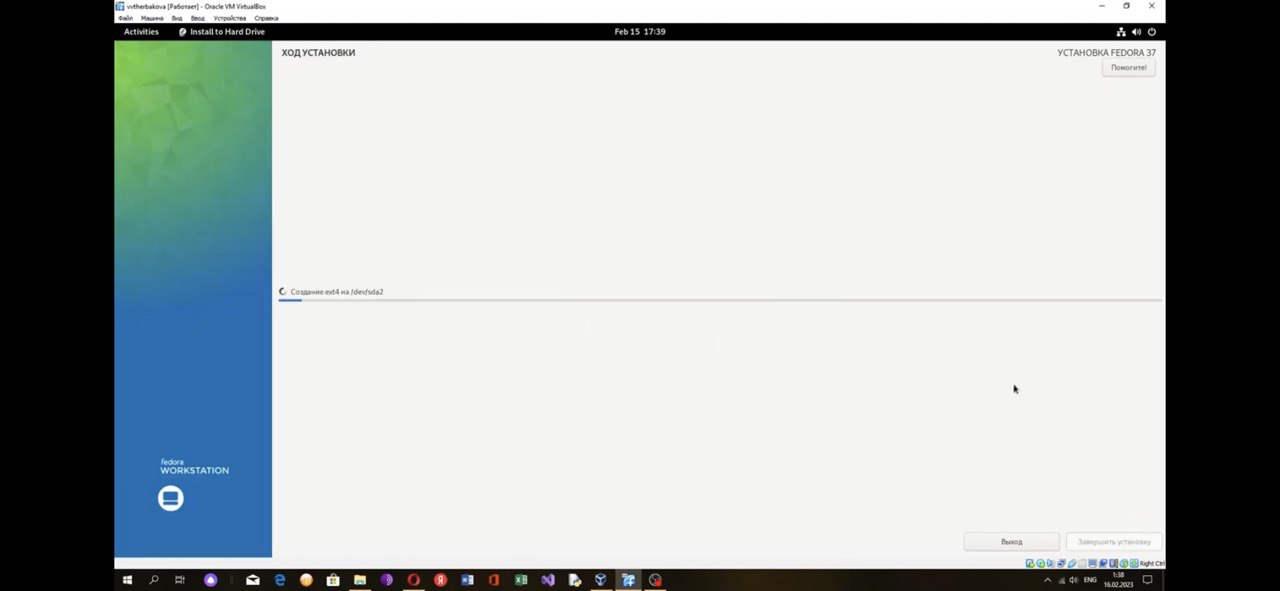 vvtherbakova [Работает] - Oracle VM VirtualBox
Файл Машина Вид Ввод Устройства Справка
Activities Install to Hard Drive Feb 15 17:39
ХОД УСТАНОВКИ УСТАНОВКА FEDORA 37
Помогите!
Создание ext4 на /dev/sda2
fedora
WORKSTATION
Выход Завершить установку
Right Ctrl
ENG 1:38
16.02.2023